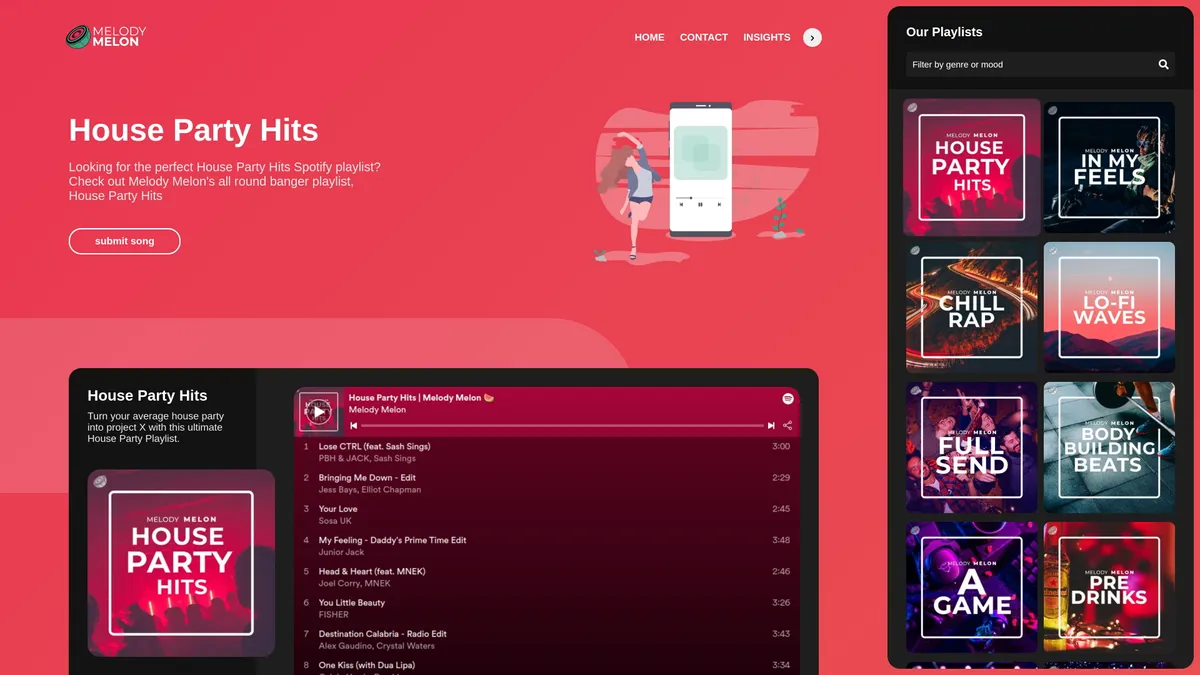 MELODY
MELON
HOME
CONTACT
INSIGHTS
House Party Hits
Looking for the perfect House Party Hits Spotify playlist?
Check out Melody Melon's all round banger playlist,
House Party Hits
submit song
House Party Hits
Turn your average house party
into project X with this ultimate
House Party Playlist.
MELODY MELON
HOUSE
PARTY
HITS
House Party Hits | Melody Melon
Melody Melon
1 Lose CTRL (feat. Sash Sings) 3:00
PBH & JACK, Sash Sings
2 Bringing Me Down - Edit 2:29
Jess Bays, Elliot Chapman
3 Your Love 2:45
Sosa UK
4 My Feeling - Daddy's Prime Time Edit 3:48
Junior Jack
5 Head & Heart (feat. MNEK) 2:46
Joel Corry, MNEK
6 You Little Beauty 3:26
FISHER
7 Destination Calabria - Radio Edit 3:43
Alex Gaudino, Crystal Waters
8 One Kiss (with Dua Lipa) 3:34
Our Playlists
Filter by genre or mood
MELODY MELON
HOUSE
PARTY
HITS
MELODY MELON
IN MY
FEELS
MELODY MELON
CHILL
RAP
MELODY MELON
LO-FI
WAVES
MELODY MELON
FULL
SEND
MELODY MELON
BODY
BUILDING
BEATS
MELODY MELON
A
GAME
MELODY MELON
PRE
DRINKS